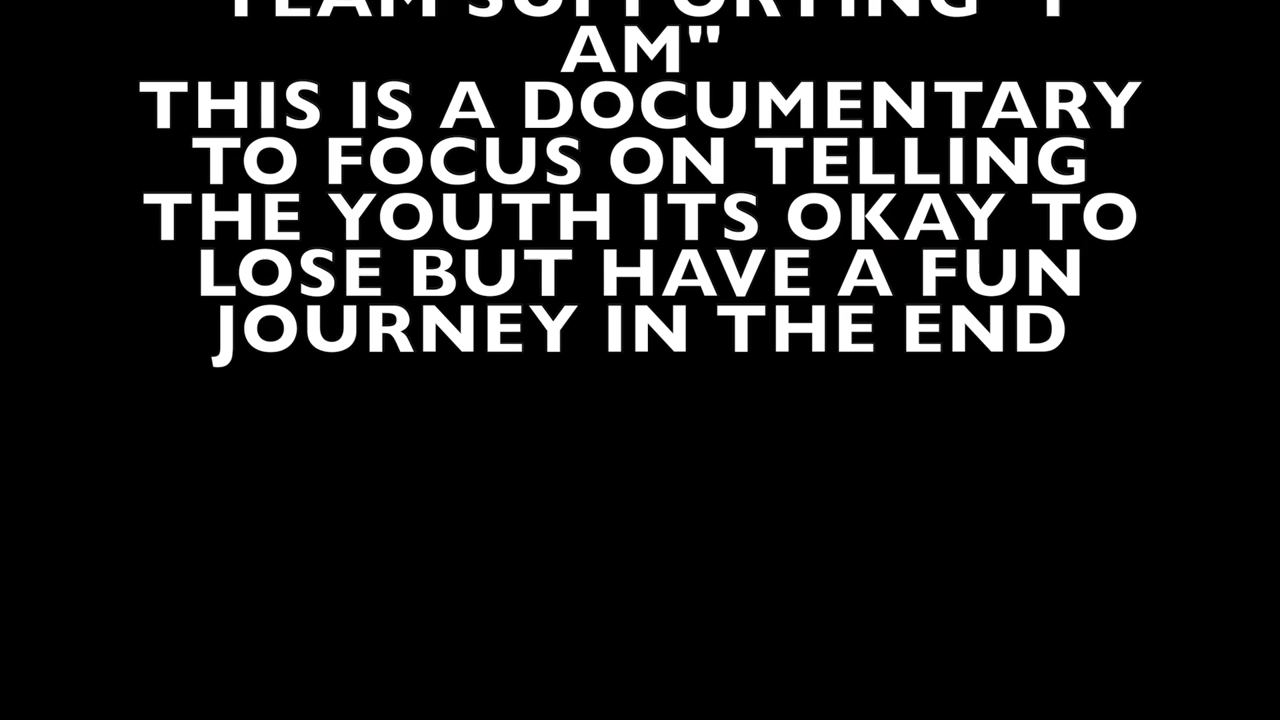 TEAM SUPPORTING "I
AM"
THIS IS A DOCUMENTARY
TO FOCUS ON TELLING
THE YOUTH ITS OKAY TO
LOSE BUT HAVE A FUN
JOURNEY IN THE END